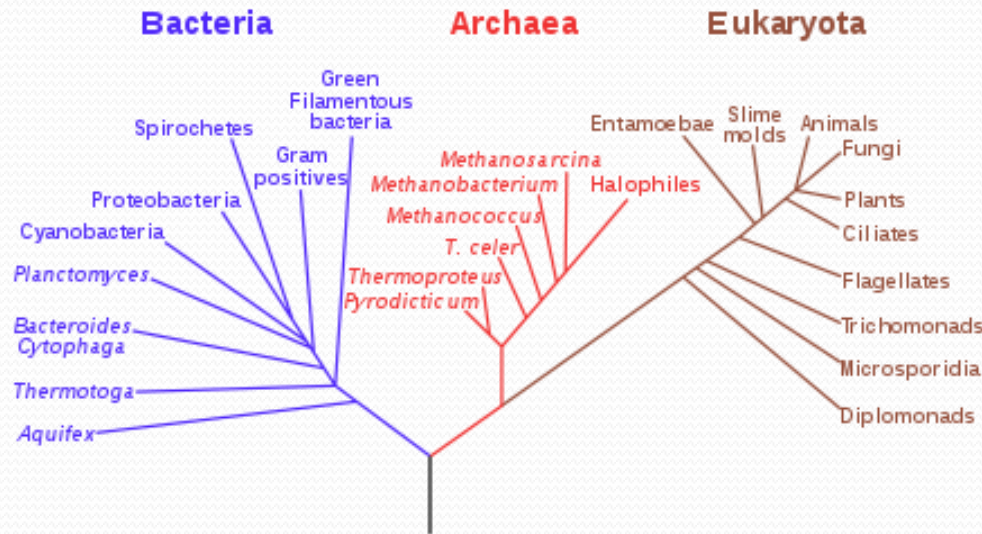 Bacteria
Archaea
Eukaryota
Green
Filamentous
bacteria
Spirochetes
Gram
positives
Proteobacteria
Cyanobacteria
Planctomyces
Bacteroides
Cytophaga
Thermotoga
Aquifex
Methanosarcina
Methanobacterium
Halophiles
Methanococcus
T. celer
Thermoproteus
Pyrodicticum
Entamoebae
Slime
molds
Animals
Fungi
Plants
Ciliates
Flagellates
Trichomonads
Microsporidia
Diplomonads